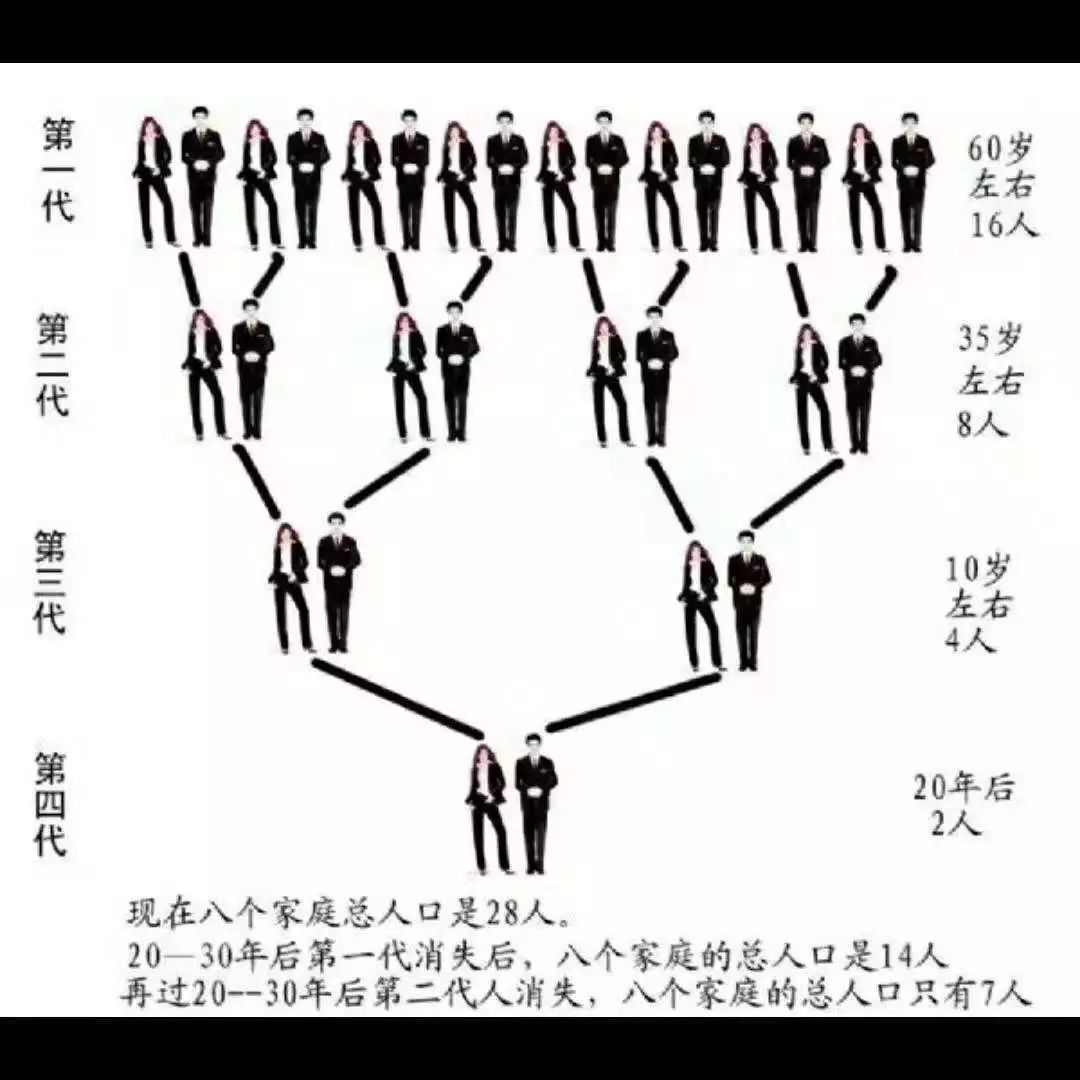 第一代
60岁
左右
16人
第二代
35岁
左右
8人
第三代
10岁
左右
4人
第四代
20年后
2人
现在八个家庭总人口是28人。
20—30年后第一代消失后，八个家庭的总人口是14人
再过20--30年后第二代人消失，八个家庭的总人口只有7人